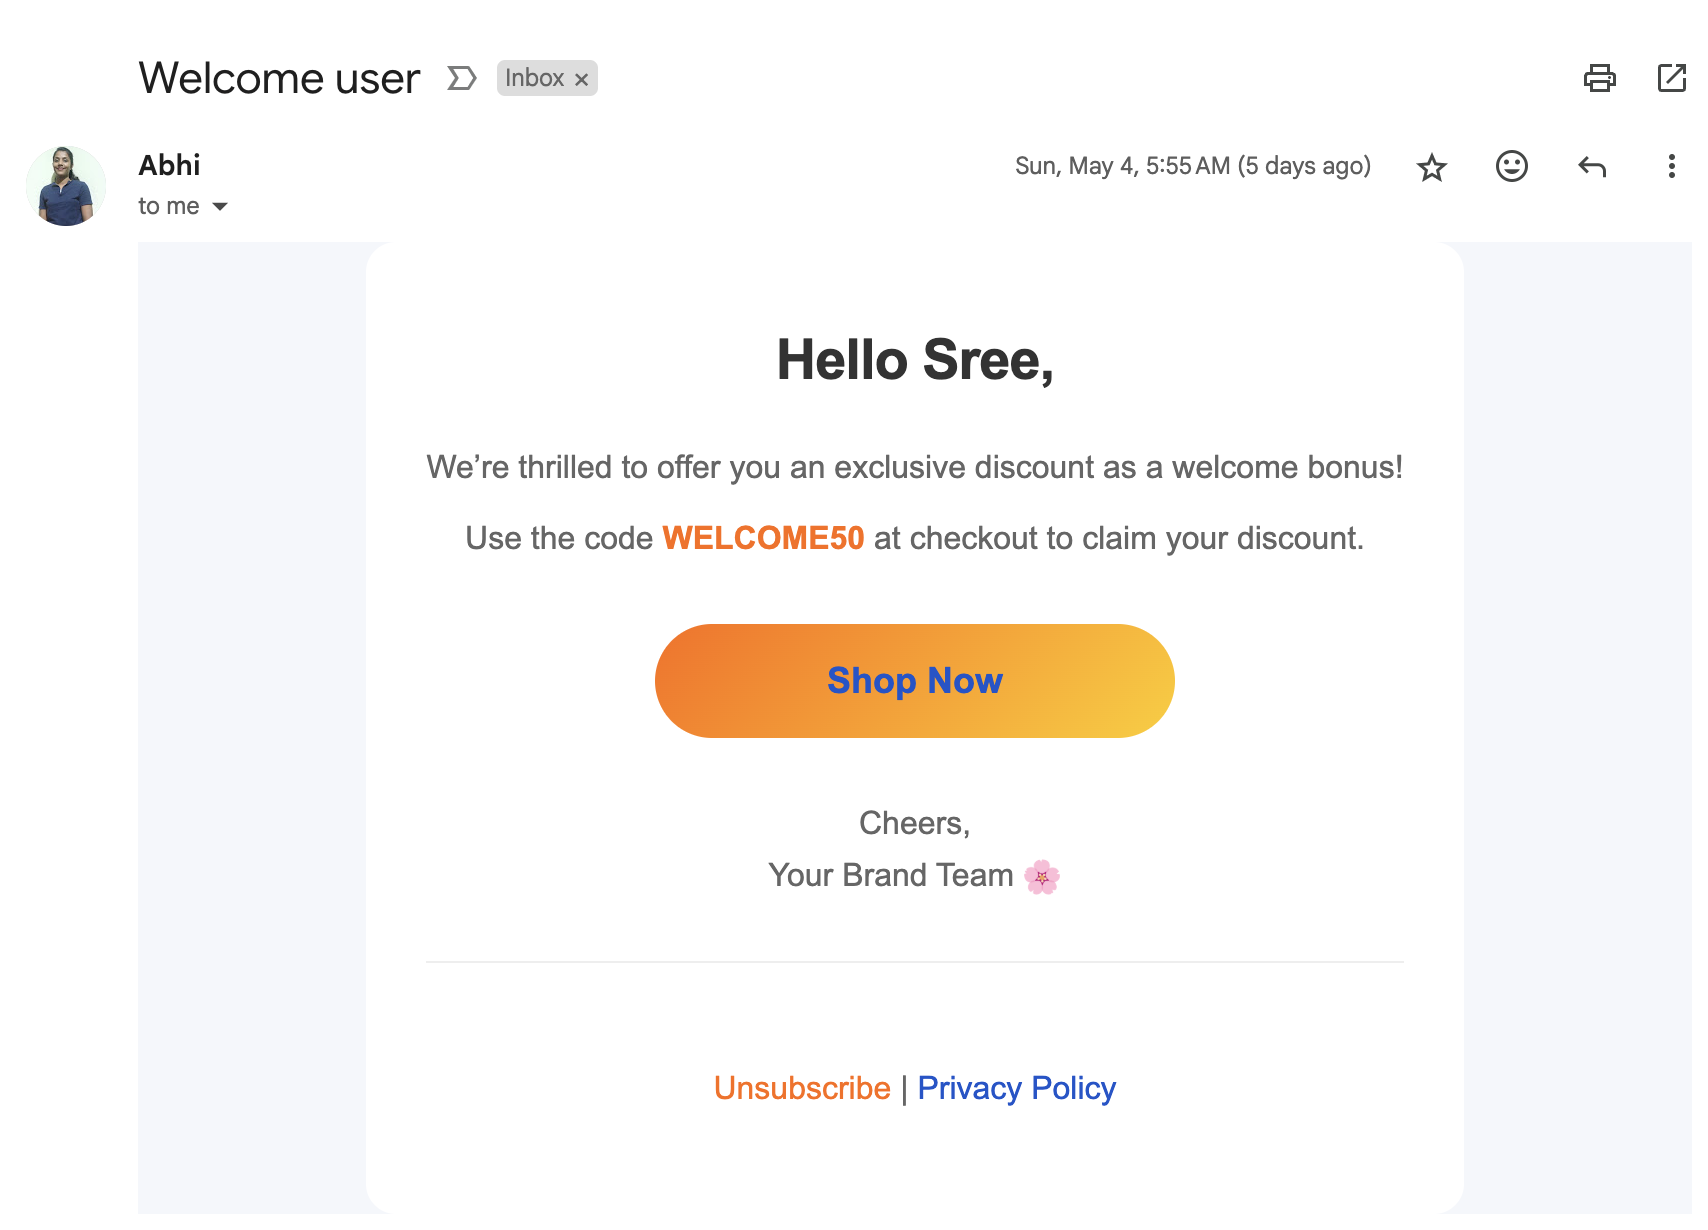 Welcome user Inbox ×
Abhi Sun, May 4, 5:55 AM (5 days ago)
to me
Hello Sree,
We’re thrilled to offer you an exclusive discount as a welcome bonus!
Use the code WELCOME50 at checkout to claim your discount.
Shop Now
Cheers,
Your Brand Team 🌸
Unsubscribe | Privacy Policy